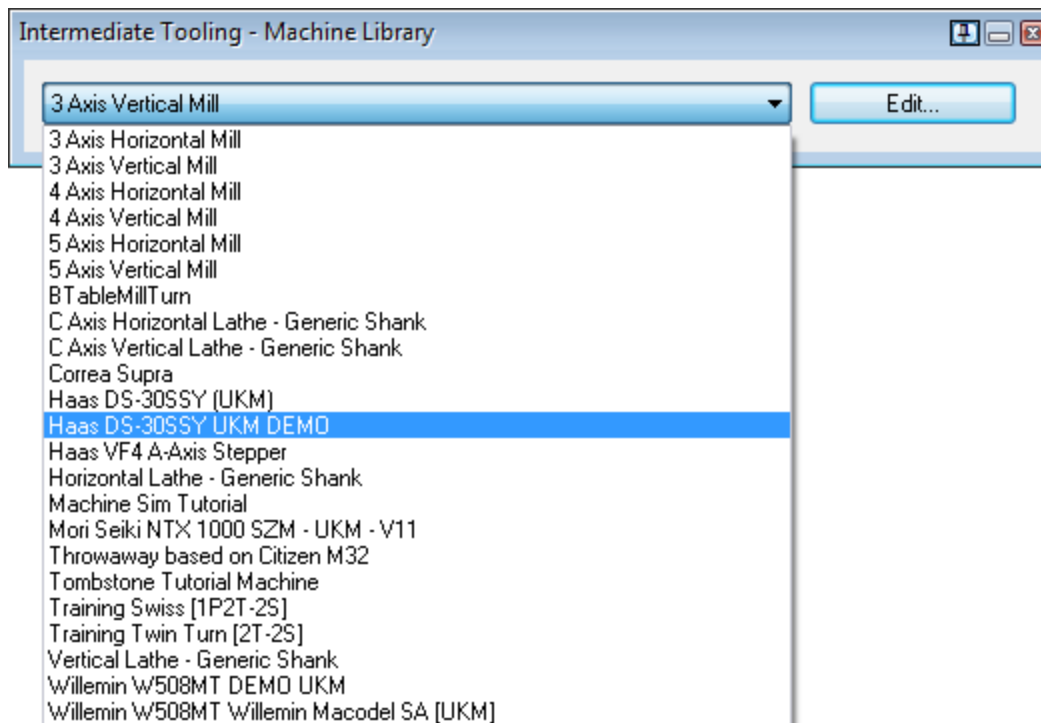 Intermediate Tooling - Machine Library
3 Axis Vertical Mill
Edit...
3 Axis Horizontal Mill
3 Axis Vertical Mill
4 Axis Horizontal Mill
4 Axis Vertical Mill
5 Axis Horizontal Mill
5 Axis Vertical Mill
BTableMillTurn
C Axis Horizontal Lathe - Generic Shank
C Axis Vertical Lathe - Generic Shank
Correa Supra
Haas DS-30SSY (UKM)
Haas DS-30SSY UKM DEMO
Haas VF4 A-Axis Stepper
Horizontal Lathe - Generic Shank
Machine Sim Tutorial
Mori Seiki NTX 1000 SZM - UKM - V11
Throwaway based on Citizen M32
Tombstone Tutorial Machine
Training Swiss [1P2T-2S]
Training Twin Turn [2T-2S]
Vertical Lathe - Generic Shank
Willemin W508MT DEMO UKM
Willemin W508MT Willemin Macodel SA [UKM]